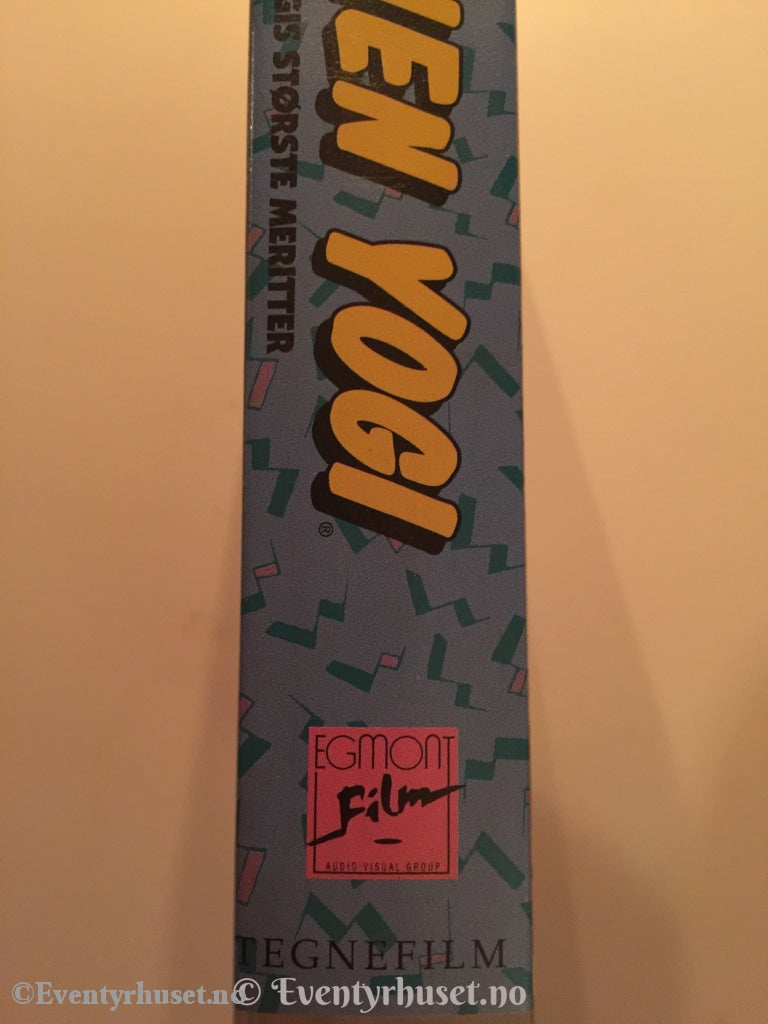 IEN YOGI®
GIS STØRSTE MERITTER
EGMONT
Film
AUDIO-VISUAL GROUP
TEGNEFILM
©Eventyrhuset.no
© Eventyrhuset.no